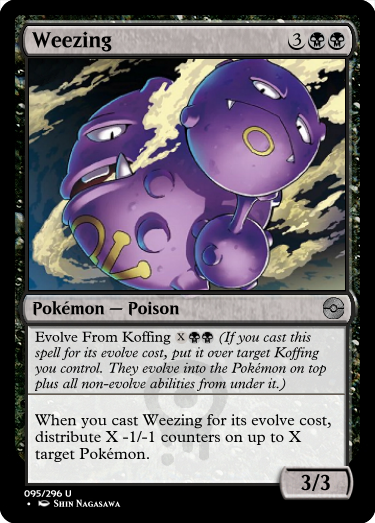 Weezing 3
Pokémon — Poison
Evolve From Koffing X (If you cast this
spell for its evolve cost, put it over target Koffing
you control. They evolve into the Pokémon on top
plus all non-evolve abilities from under it.)
When you cast Weezing for its evolve cost,
distribute X -1/-1 counters on up to X
target Pokémon.
3/3
095/296 U
• Shin Nagasawa